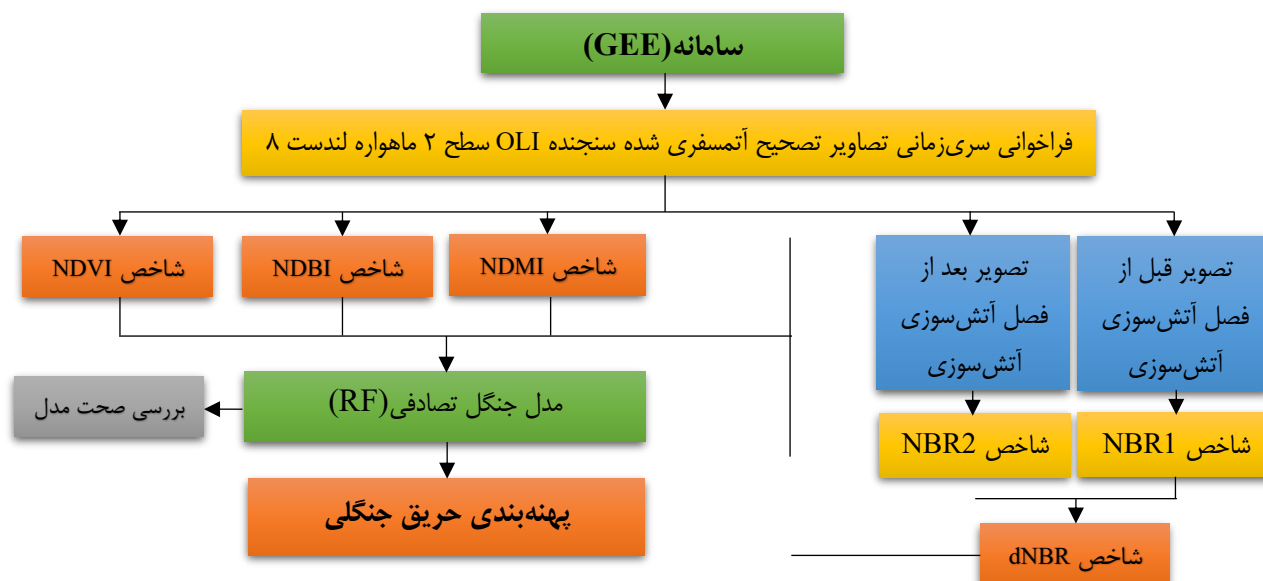 سامانه(GEE)
فراخوانی سری‌زمانی تصاویر تصحیح آتمسفری شده سنجنده OLI سطح ۲ ماهواره لندست ۸
تصویر قبل از
فصل آتش‌سوزی
آتش‌سوزی
تصویر بعد از
فصل آتش‌سوزی
آتش‌سوزی
شاخص NDMI
شاخص NDBI
شاخص NDVI
شاخص NBR1
شاخص NBR2
شاخص dNBR
مدل جنگل تصادفی(RF)
بررسی صحت مدل
پهنه‌بندی حریق جنگلی